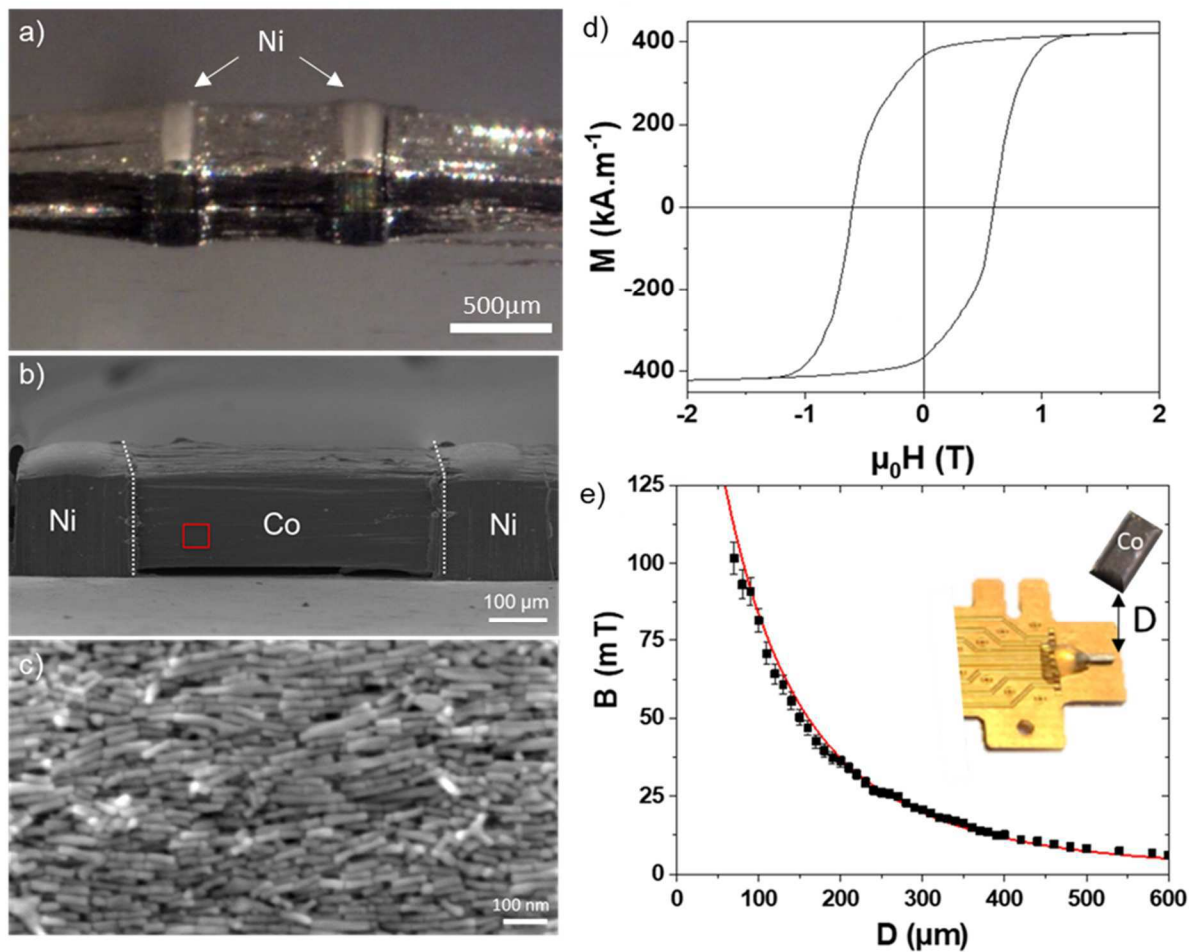 a)
Ni
500µm
b)
Ni
Co
Ni
100 µm
c)
100 nm
d)
400
200
0
-200
-400
M (kA.m⁻¹)
-2
-1
0
1
2
µ₀H (T)
e)
125
100
75
50
25
0
B (mT)
Co
D
0
100
200
300
400
500
600
D (µm)